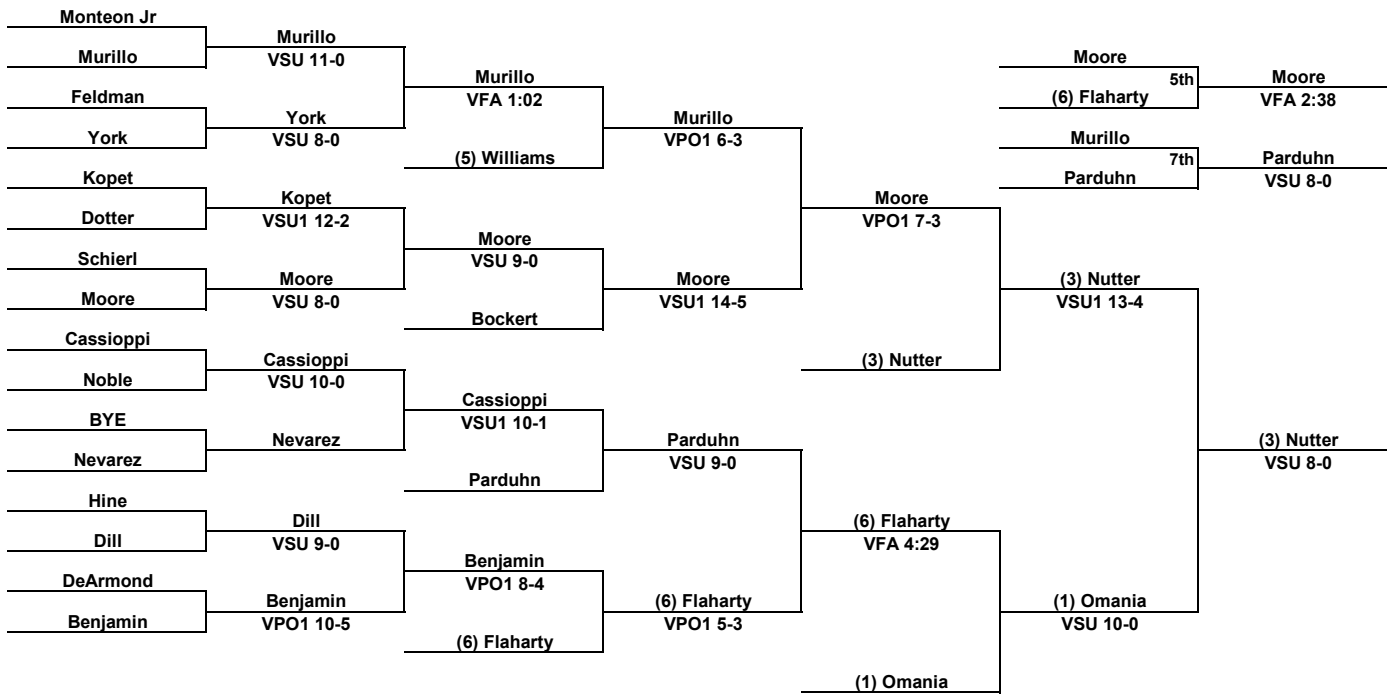 Monteon Jr
Murillo
Feldman
York
Kopet
Dotter
Schierl
Moore
Cassioppi
Noble
BYE
Nevarez
Hine
Dill
DeArmond
Benjamin
Murillo
VSU 11-0
York
VSU 8-0
Kopet
VSU1 12-2
Moore
VSU 8-0
Cassioppi
VSU 10-0
Nevarez
Dill
VSU 9-0
Benjamin
VPO1 10-5
Murillo
VFA 1:02
(5) Williams
Moore
VSU 9-0
Bockert
Cassioppi
VSU1 10-1
Parduhn
Benjamin
VPO1 8-4
(6) Flaharty
Murillo
VPO1 6-3
Moore
VSU1 14-5
Parduhn
VSU 9-0
(6) Flaharty
VPO1 5-3
Moore
VPO1 7-3
(3) Nutter
(6) Flaharty
VFA 4:29
(1) Omania
(3) Nutter
VSU1 13-4
(1) Omania
VSU 10-0
(3) Nutter
VSU 8-0
Moore
5th
(6) Flaharty
Moore
VFA 2:38
Murillo
7th
Parduhn
Parduhn
VSU 8-0